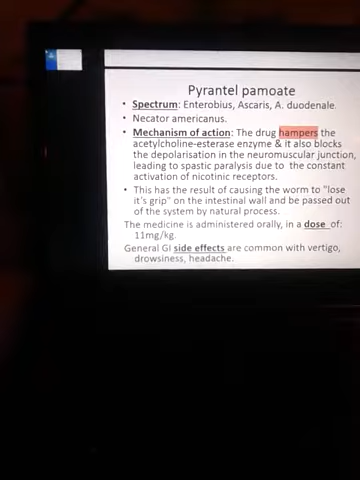 Pyrantel pamoate
• Spectrum: Enterobius, Ascaris, A. duodenale.
• Necator americanus.
• Mechanism of action: The drug hampers the
acetylcholine-esterase enzyme & it also blocks
the depolarisation in the neuromuscular junction,
leading to spastic paralysis due to the constant
activation of nicotinic receptors.
• This has the result of causing the worm to "lose
it's grip" on the intestinal wall and be passed out
of the system by natural process.
The medicine is administered orally, in a dose of:
11mg/kg.
General GI side effects are common with vertigo,
drowsiness, headache.